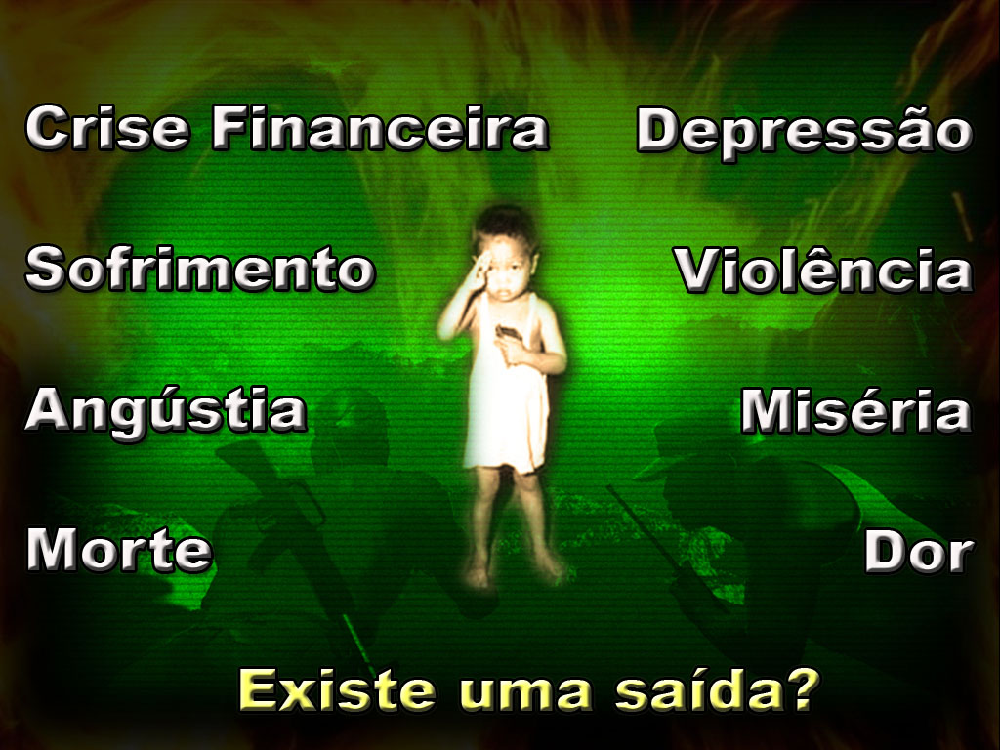 Crise Financeira
Depressão
Sofrimento
Violência
Angústia
Miséria
Morte
Dor
Existe uma saída?